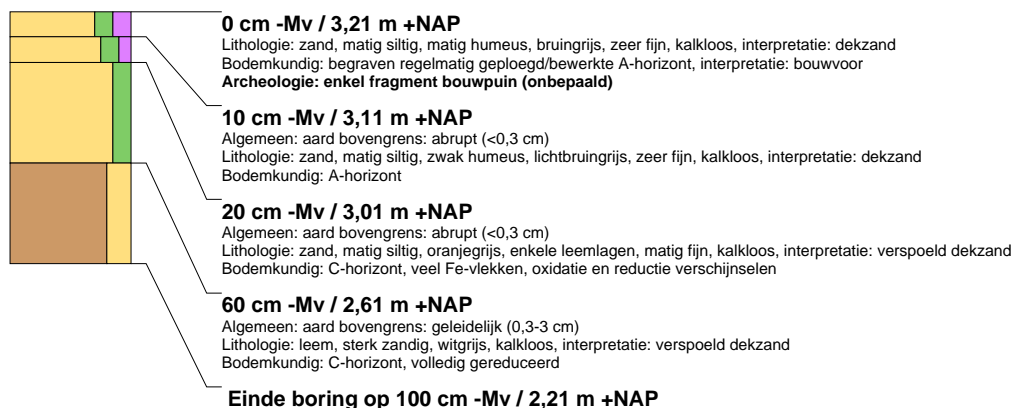 0 cm -Mv / 3,21 m +NAP
Lithologie: zand, matig siltig, matig humeus, bruingrijs, zeer fijn, kalkloos, interpretatie: dekzand
Bodemkundig: begraven regelmatig geploegd/bewerkte A-horizont, interpretatie: bouwvoor
Archeologie: enkel fragment bouwpuin (onbepaald)
10 cm -Mv / 3,11 m +NAP
Algemeen: aard bovengrens: abrupt (<0,3 cm)
Lithologie: zand, matig siltig, zwak humeus, lichtbruingrijs, zeer fijn, kalkloos, interpretatie: dekzand
Bodemkundig: A-horizont
20 cm -Mv / 3,01 m +NAP
Algemeen: aard bovengrens: abrupt (<0,3 cm)
Lithologie: zand, matig siltig, oranjegrijs, enkele leemlagen, matig fijn, kalkloos, interpretatie: verspoeld dekzand
Bodemkundig: C-horizont, veel Fe-vlekken, oxidatie en reductie verschijnselen
60 cm -Mv / 2,61 m +NAP
Algemeen: aard bovengrens: geleidelijk (0,3-3 cm)
Lithologie: leem, sterk zandig, witgrijs, kalkloos, interpretatie: verspoeld dekzand
Bodemkundig: C-horizont, volledig gereduceerd
Einde boring op 100 cm -Mv / 2,21 m +NAP